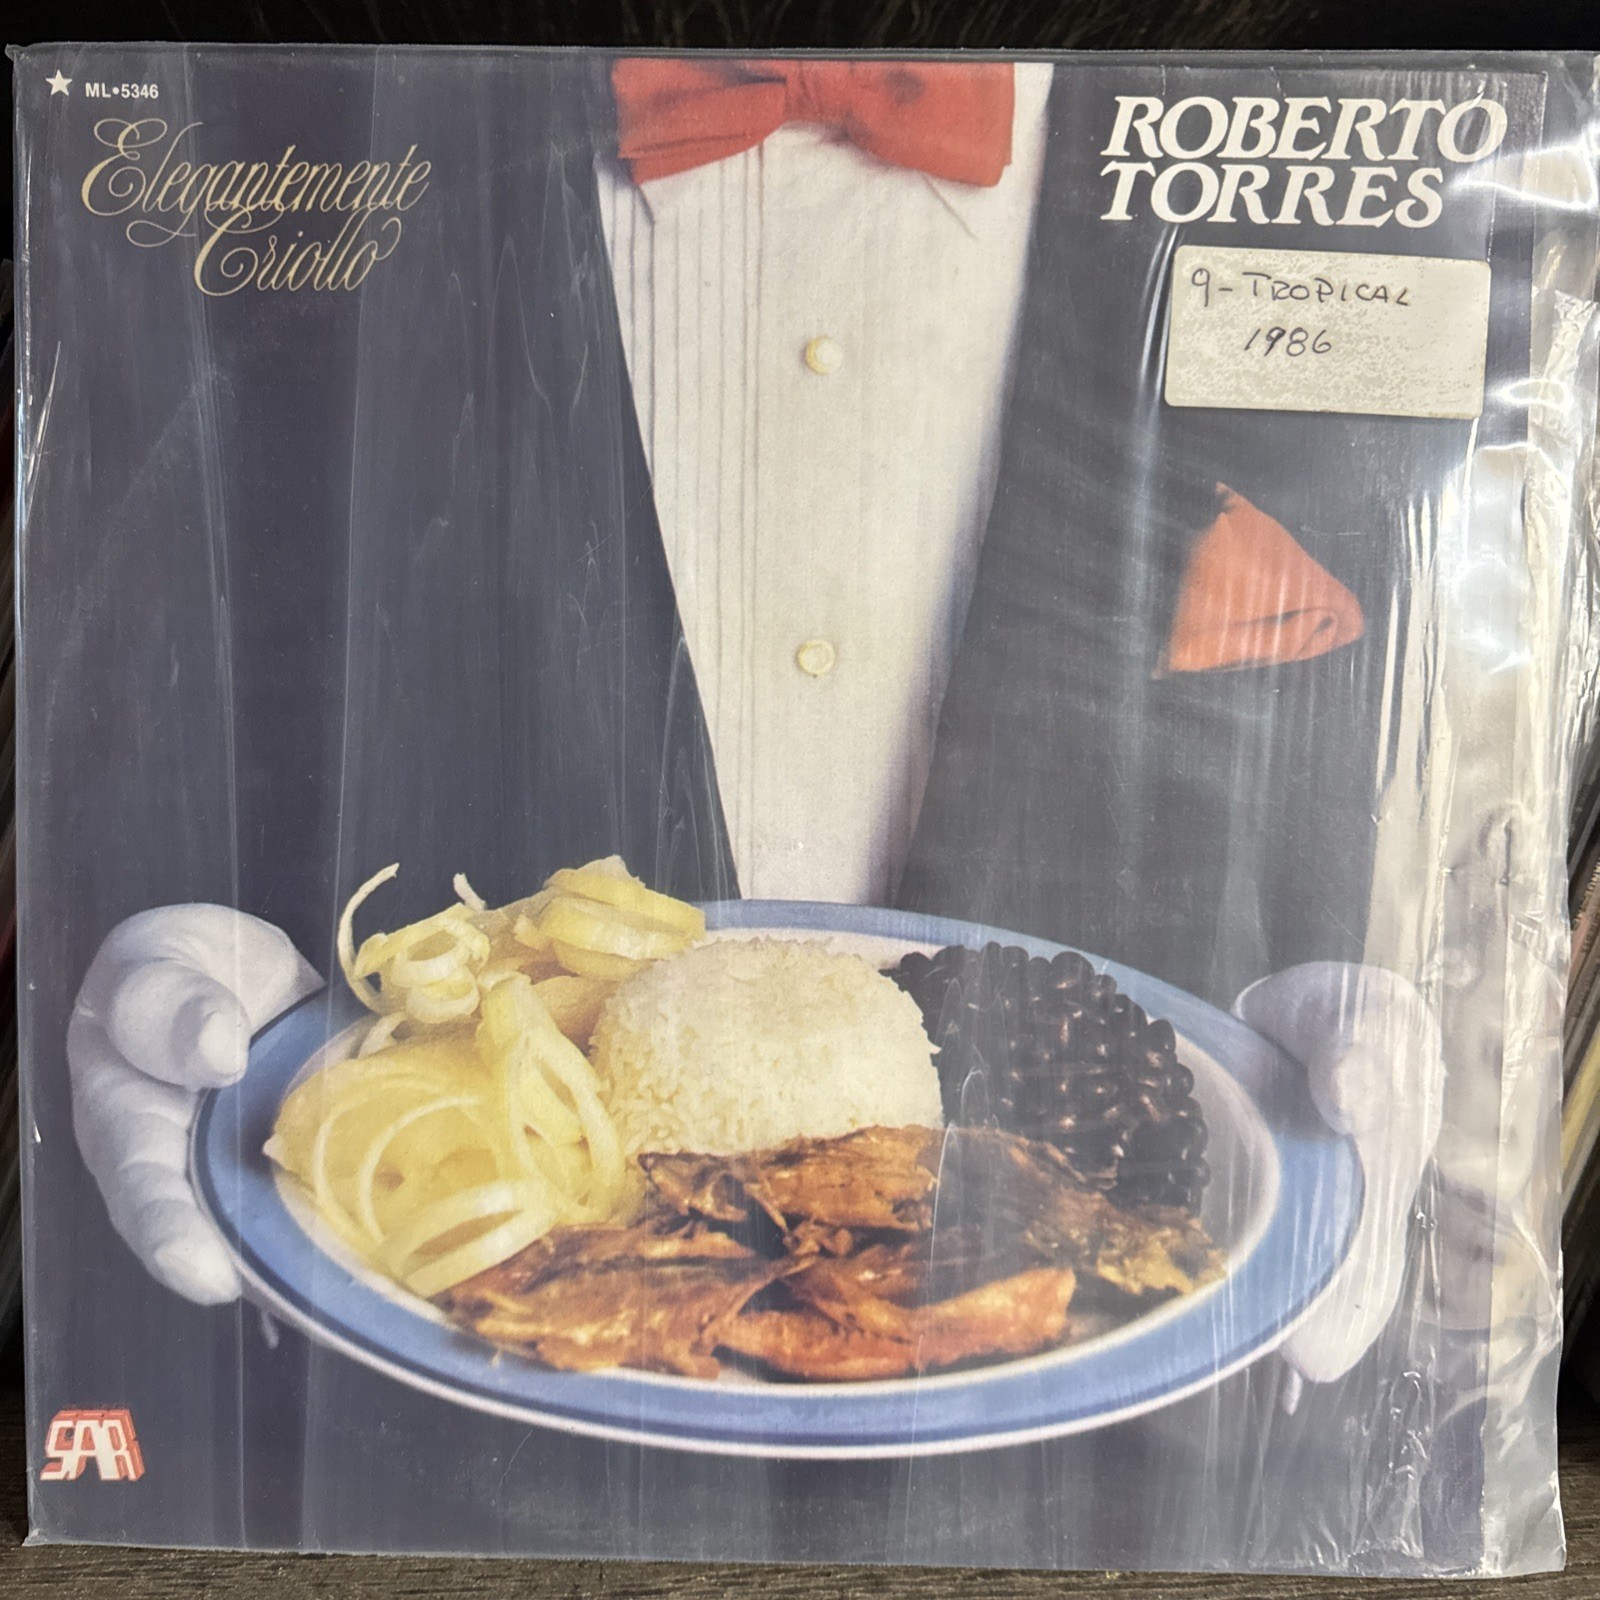 ★ ML•5346
Elegantemente
Criollo
ROBERTO
TORRES
9-TROPICAL
1986
SAR